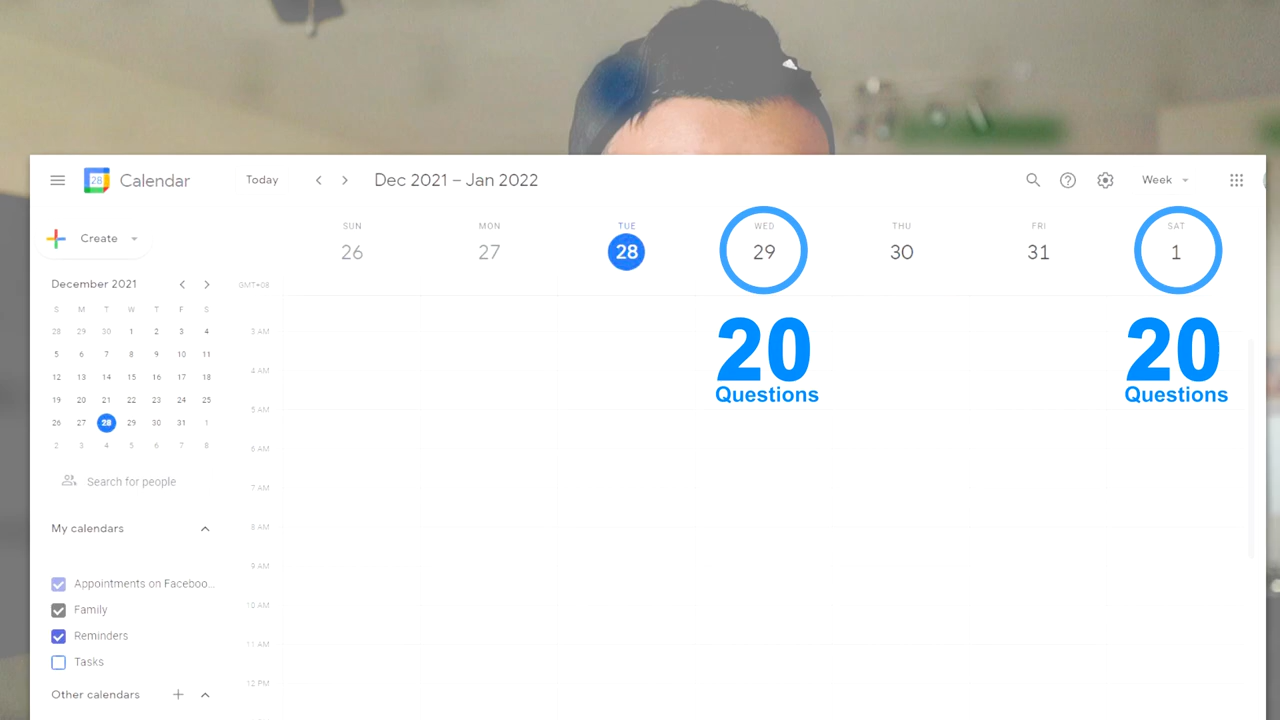 28 Calendar Today Dec 2021 – Jan 2022 Week
Create
SUN MON TUE WED THU FRI SAT
26 27 28 29 30 31 1
December 2021
GMT+08
S M T W T F S
28 29 30 1 2 3 4
5 6 7 8 9 10 11
12 13 14 15 16 17 18
19 20 21 22 23 24 25
26 27 28 29 30 31 1
2 3 4 5 6 7 8
Search for people
My calendars
Appointments on Faceboo...
Family
Reminders
Tasks
Other calendars
3 AM
4 AM
5 AM
6 AM
7 AM
8 AM
9 AM
10 AM
11 AM
12 PM
20
Questions
20
Questions